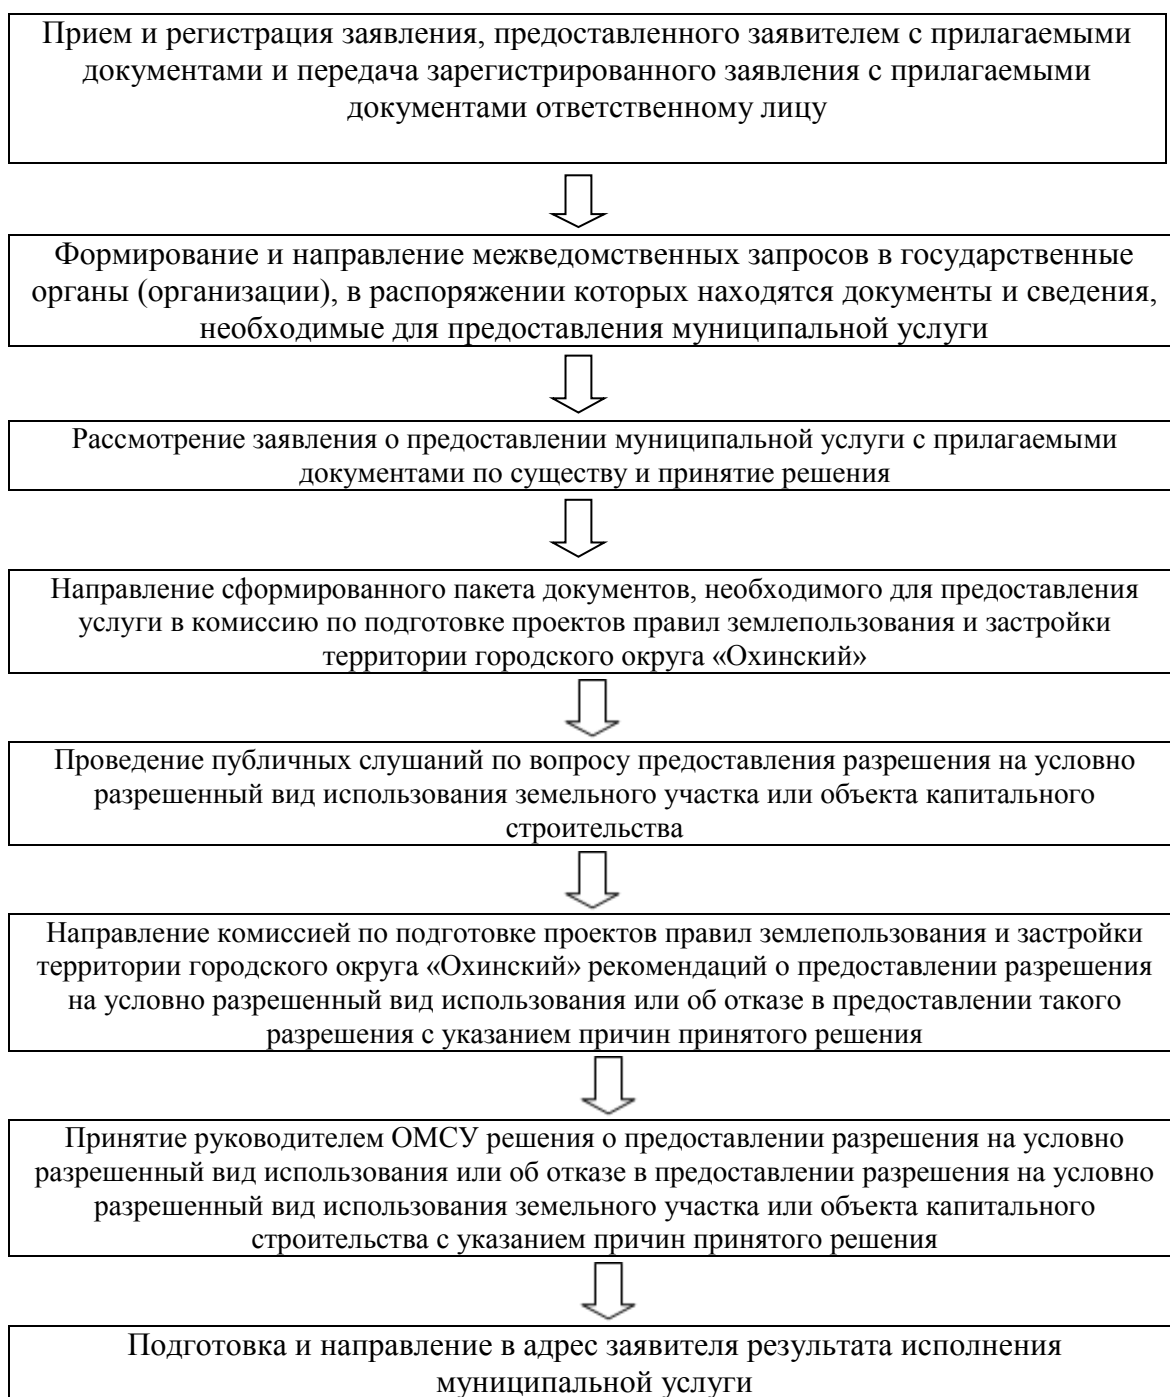 Прием и регистрация заявления, предоставленного заявителем с прилагаемыми
документами и передача зарегистрированного заявления с прилагаемыми
документами ответственному лицу
Формирование и направление межведомственных запросов в государственные
органы (организации), в распоряжении которых находятся документы и сведения,
необходимые для предоставления муниципальной услуги
Рассмотрение заявления о предоставлении муниципальной услуги с прилагаемыми
документами по существу и принятие решения
Направление сформированного пакета документов, необходимого для предоставления
услуги в комиссию по подготовке проектов правил землепользования и застройки
территории городского округа «Охинский»
Проведение публичных слушаний по вопросу предоставления разрешения на условно
разрешенный вид использования земельного участка или объекта капитального
строительства
Направление комиссией по подготовке проектов правил землепользования и застройки
территории городского округа «Охинский» рекомендаций о предоставлении разрешения
на условно разрешенный вид использования или об отказе в предоставлении такого
разрешения с указанием причин принятого решения
Принятие руководителем ОМСУ решения о предоставлении разрешения на условно
разрешенный вид использования или об отказе в предоставлении разрешения на условно
разрешенный вид использования земельного участка или объекта капитального
строительства с указанием причин принятого решения
Подготовка и направление в адрес заявителя результата исполнения
муниципальной услуги